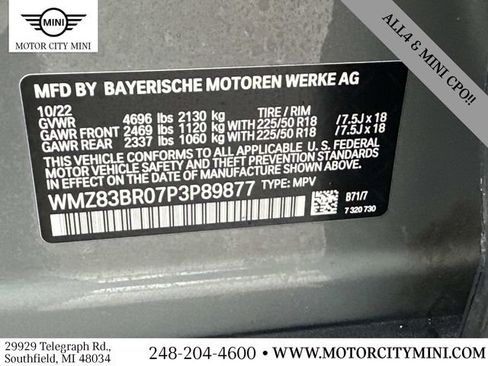 MINI
MOTOR CITY MINI
ALL4 & MINI CPO!!
MFD BY BAYERISCHE MOTOREN WERKE AG
10/22
GVWR 4696 lbs 2130 kg TIRE / RIM
GAWR FRONT 2469 lbs 1120 kg WITH 225/50 R18 /7.5J x 18
GAWR REAR 2337 lbs 1060 kg WITH 225/50 R18 /7.5J x 18
THIS VEHICLE CONFORMS TO ALL APPLICABLE U. S. FEDERAL
MOTOR VEHICLE SAFETY, BUMPER, AND THEFT PREVENTION
STANDARDS IN EFFECT ON THE DATE OF MANUFACTURE SHOWN ABOVE.
WMZ83BR07P3P89877 TYPE: MPV
B71/7
7 320 730
29929 Telegraph Rd.,
Southfield, MI 48034
248-204-4600 • WWW.MOTORCITYMINI.COM